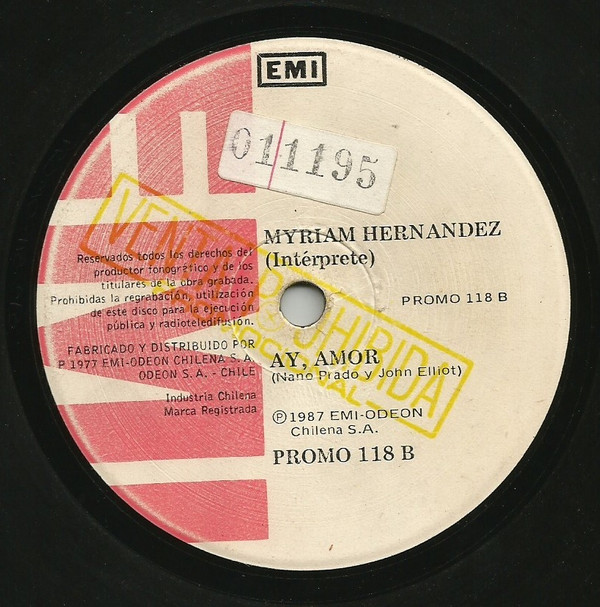 EMI
011195
MYRIAM HERNANDEZ
(Intérprete)
PROMO 118 B
Reservados todos los derechos del
productor fonográfico y de los
titulares de la obra grabada.
Prohibidas la regrabación, utilización
de este disco para la ejecución
pública y radioteledifusión.
FABRICADO Y DISTRIBUIDO POR
P 1977 EMI-ODEON CHILENA S.A.
ODEON S.A. - CHILE
Industria Chilena
Marca Registrada
VENTA PROHIBIDA
AY, AMOR
(Nano Prado y John Elliot)
Ⓟ 1987 EMI-ODEON
Chilena S.A.
PROMO 118 B